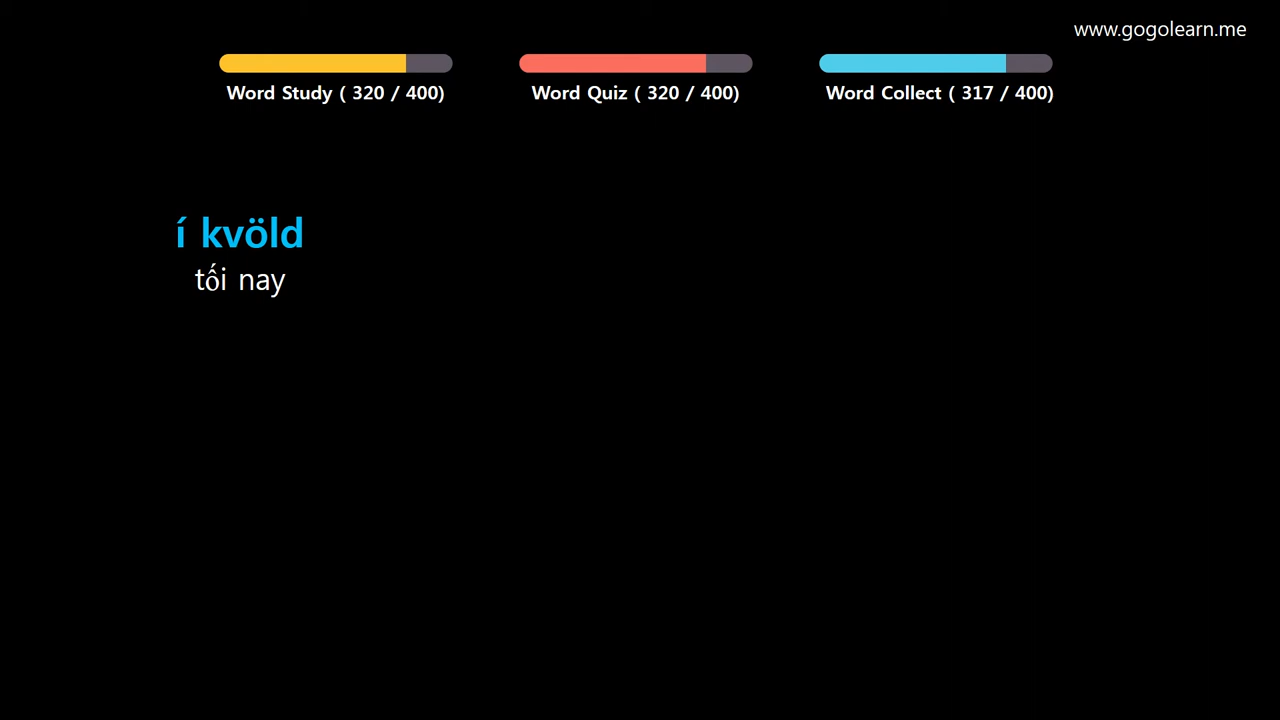 www.gogolearn.me
Word Study ( 320 / 400)
Word Quiz ( 320 / 400)
Word Collect ( 317 / 400)
í kvöld
tối nay